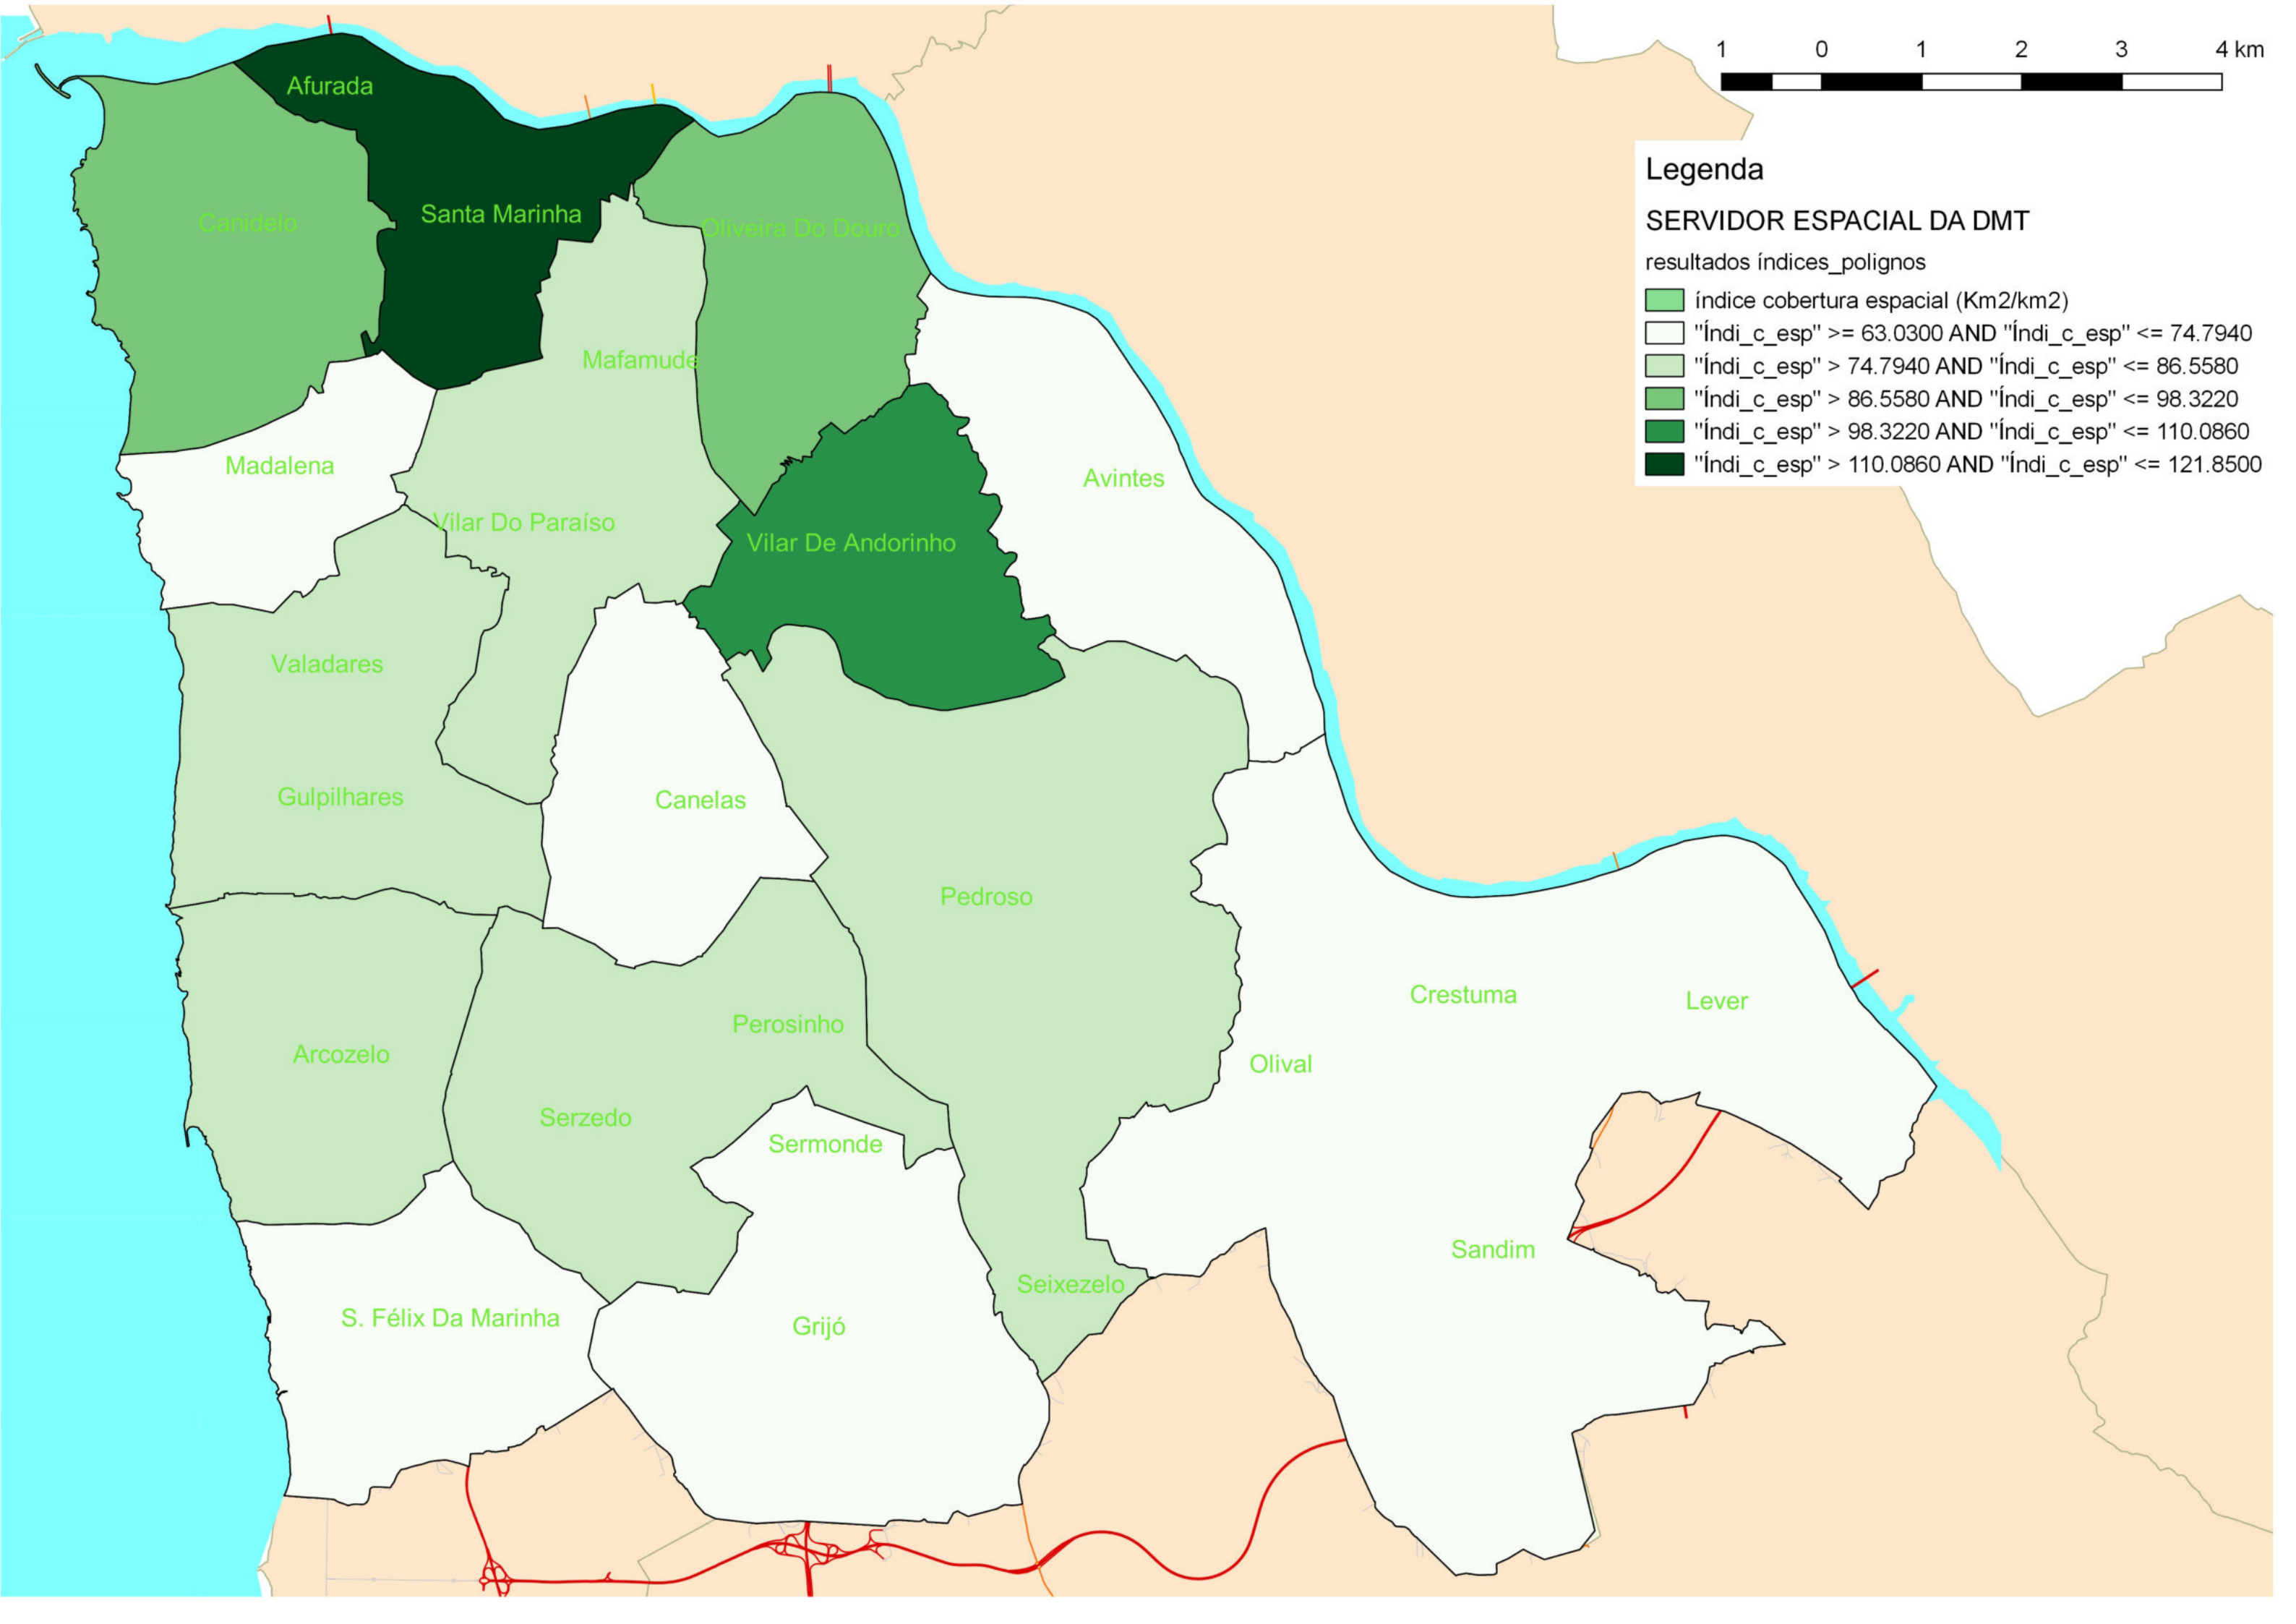 1 0 1 2 3 4 km
Legenda
SERVIDOR ESPACIAL DA DMT
resultados índices_polignos
índice cobertura espacial (Km2/km2)
"Índi_c_esp" >= 63.0300 AND "Índi_c_esp" <= 74.7940
"Índi_c_esp" > 74.7940 AND "Índi_c_esp" <= 86.5580
"Índi_c_esp" > 86.5580 AND "Índi_c_esp" <= 98.3220
"Índi_c_esp" > 98.3220 AND "Índi_c_esp" <= 110.0860
"Índi_c_esp" > 110.0860 AND "Índi_c_esp" <= 121.8500
Afurada
Canidelo
Santa Marinha
Oliveira Do Douro
Mafamude
Madalena
Avintes
Vilar Do Paraíso
Vilar De Andorinho
Valadares
Gulpilhares
Canelas
Pedroso
Crestuma
Lever
Perosinho
Arcozelo
Olival
Serzedo
Sermonde
Sandim
Seixezelo
S. Félix Da Marinha
Grijó